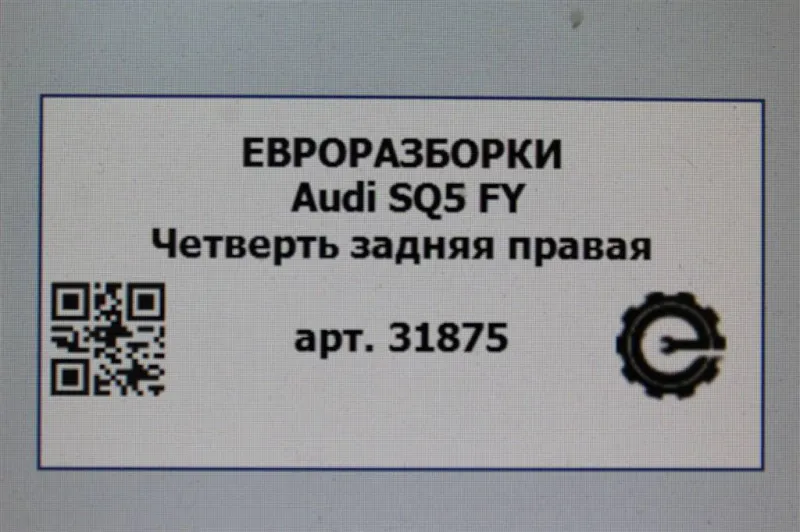 ЕВРОРАЗБОРКИ
Audi SQ5 FY
Четверть задняя правая
арт. 31875